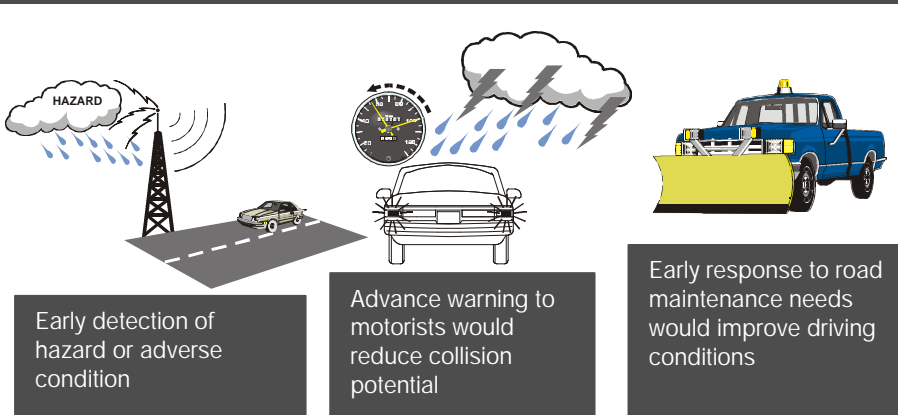 HAZARD
Early detection of
hazard or adverse
condition
Advance warning to
motorists would
reduce collision
potential
Early response to road
maintenance needs
would improve driving
conditions